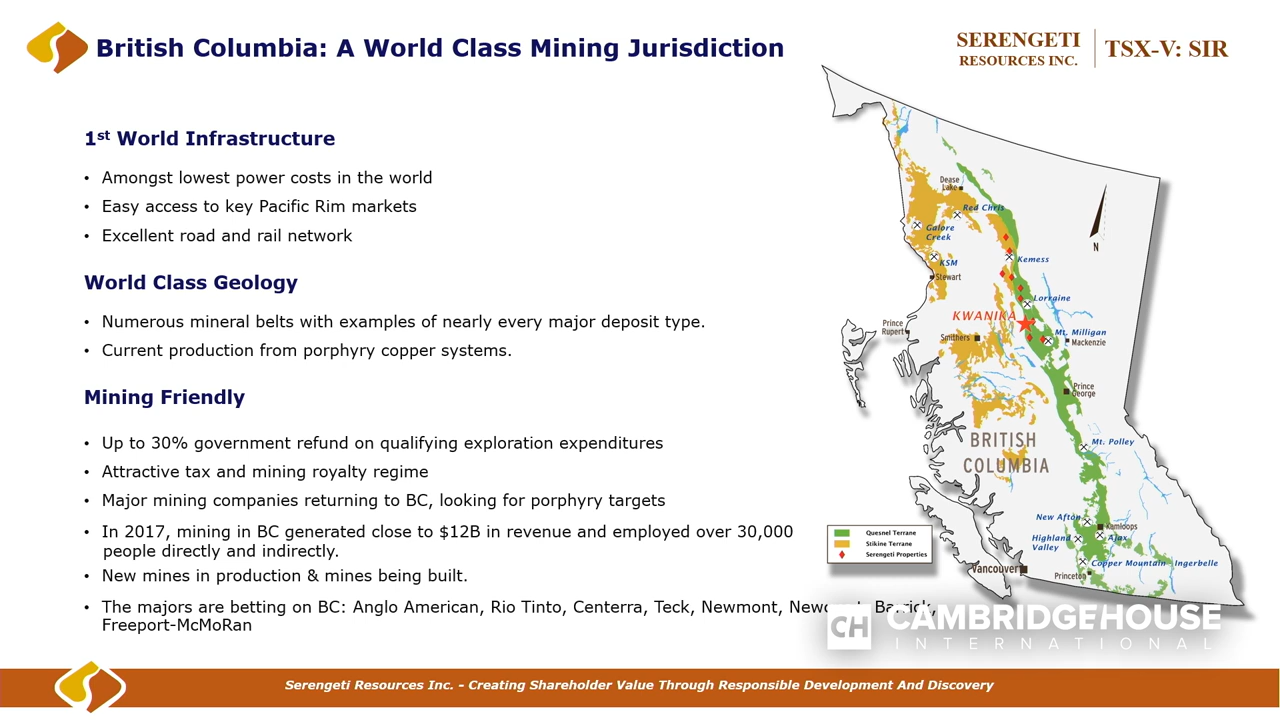 British Columbia: A World Class Mining Jurisdiction
SERENGETI
RESOURCES INC.
TSX-V: SIR
1st World Infrastructure
• Amongst lowest power costs in the world
• Easy access to key Pacific Rim markets
• Excellent road and rail network
World Class Geology
• Numerous mineral belts with examples of nearly every major deposit type.
• Current production from porphyry copper systems.
Mining Friendly
• Up to 30% government refund on qualifying exploration expenditures
• Attractive tax and mining royalty regime
• Major mining companies returning to BC, looking for porphyry targets
• In 2017, mining in BC generated close to $12B in revenue and employed over 30,000
people directly and indirectly.
• New mines in production & mines being built.
• The majors are betting on BC: Anglo American, Rio Tinto, Centerra, Teck, Newmont,
Freeport-McMoRan
Dease
Lake
Red Chris
Galore
Creek
KSM
Stewart
Kemess
Lorraine
KWANIKA
Prince
Rupert
Smithers
Mt. Milligan
Mackenzie
Prince
George
BRITISH
COLUMBIA
Mt. Polley
New Afton
Kamloops
Highland
Valley
Ajax
Copper Mountain - Ingerbelle
Princeton
Vancouver
N
Quesnel Terrane
Stikine Terrane
Serengeti Properties
CH
CAMBRIDGEHOUSE
INTERNATIONAL
Serengeti Resources Inc. - Creating Shareholder Value Through Responsible Development And Discovery